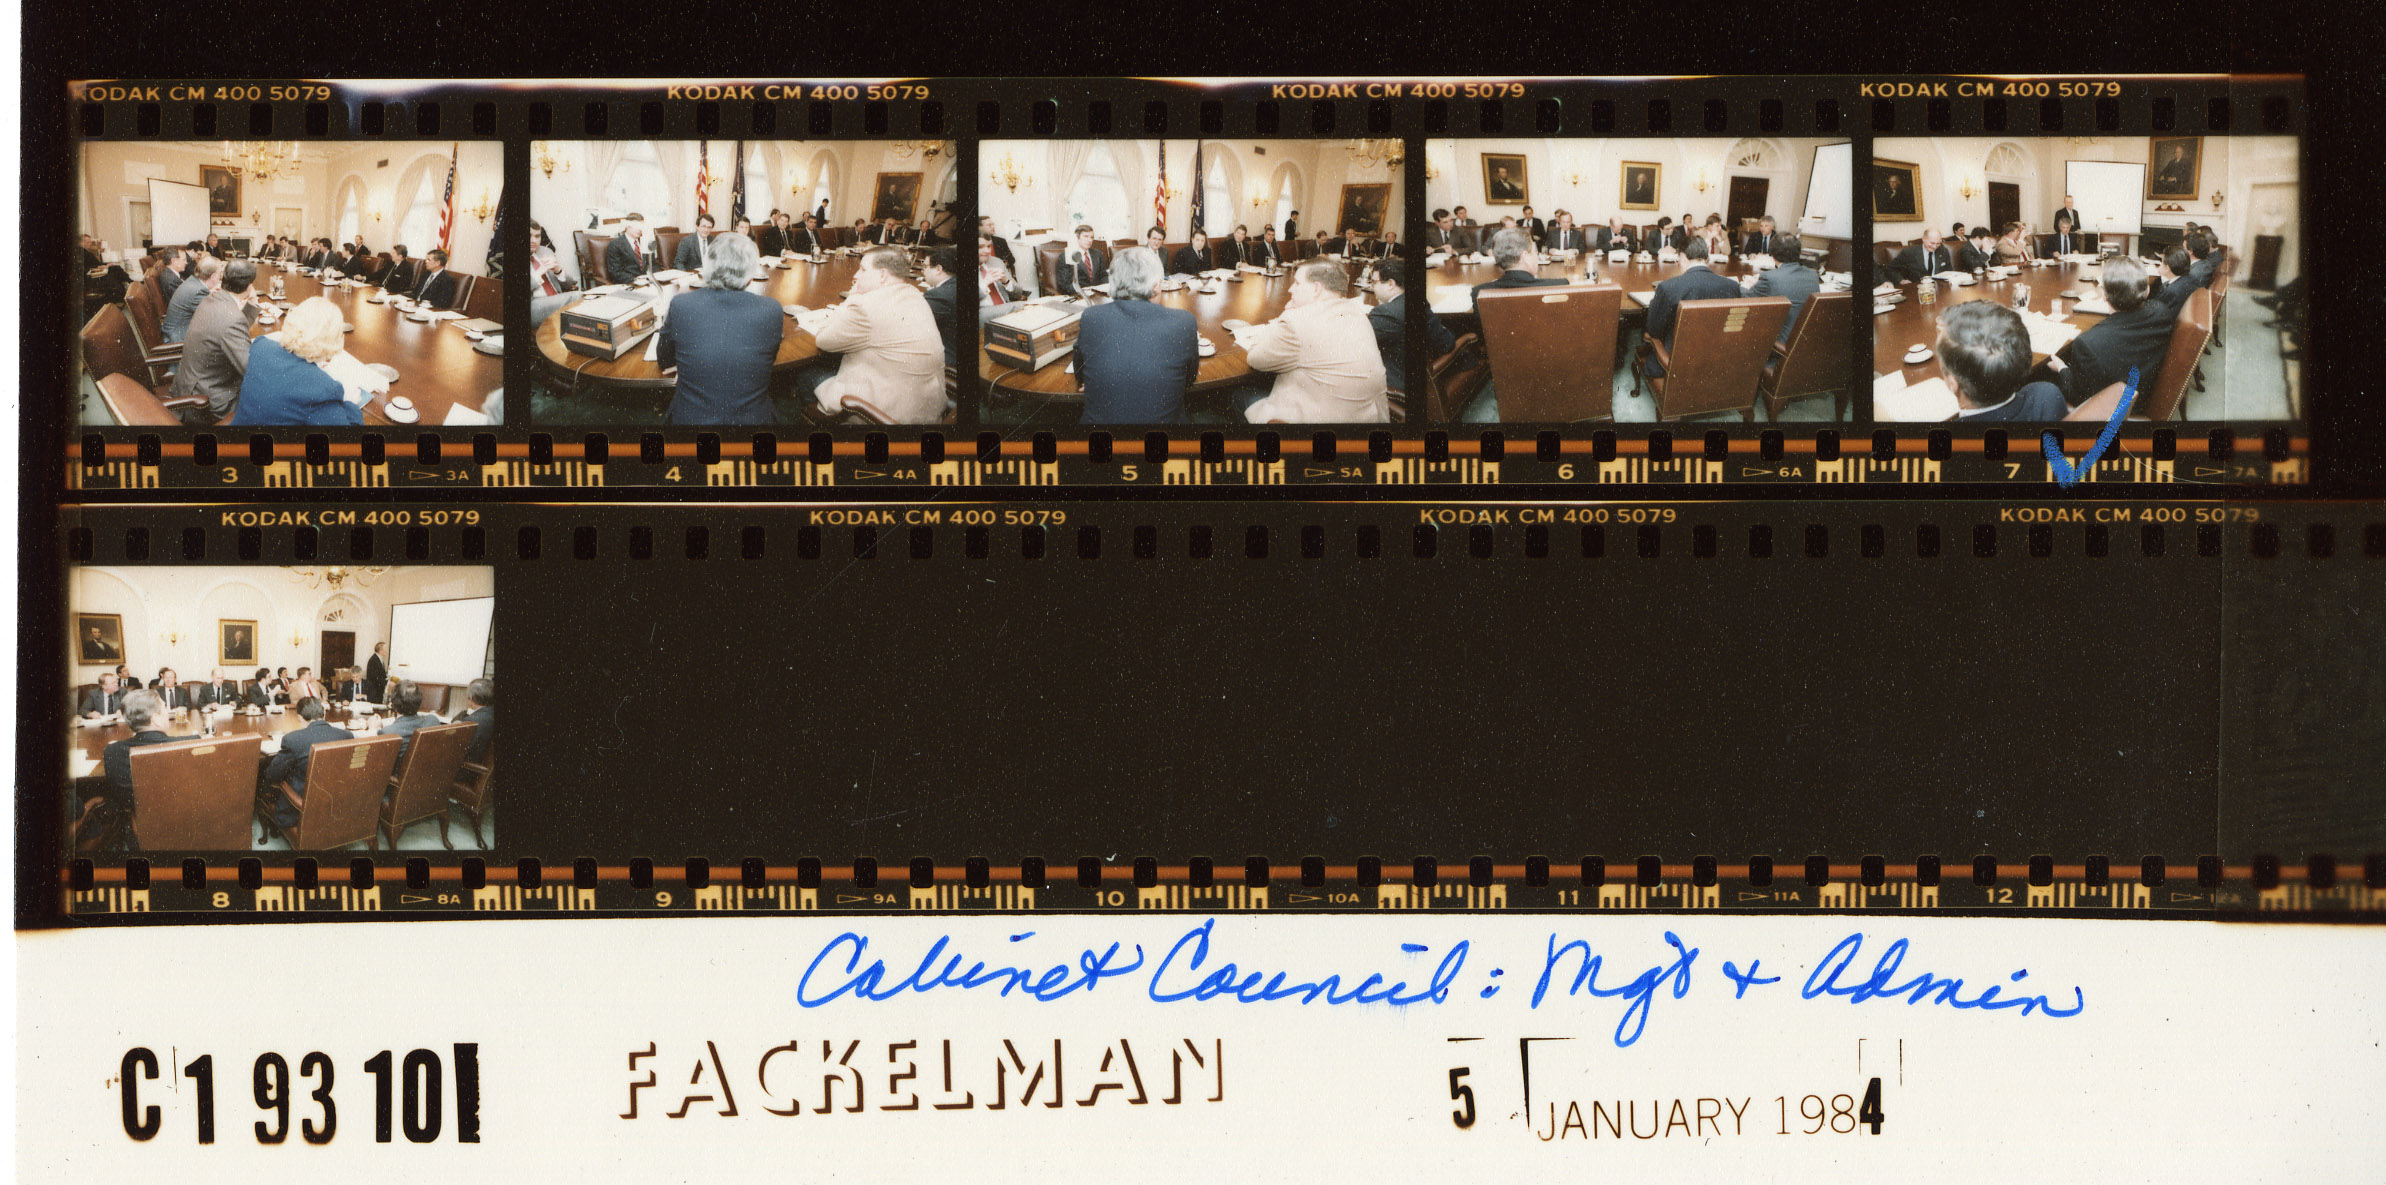 KODAK CM 400 5079 KODAK CM 400 5079 KODAK CM 400 5079 KODAK CM 400 5079
3 3A 4 4A 5 5A 6 6A 7 7A
KODAK CM 400 5079 KODAK CM 400 5079 KODAK CM 400 5079 KODAK CM 400 5079
8 8A 9 9A 10 10A 11 11A 12 12A
Cabinet Council: Mgt + Admin
C1 93 10 FACKELMAN 5 JANUARY 1984